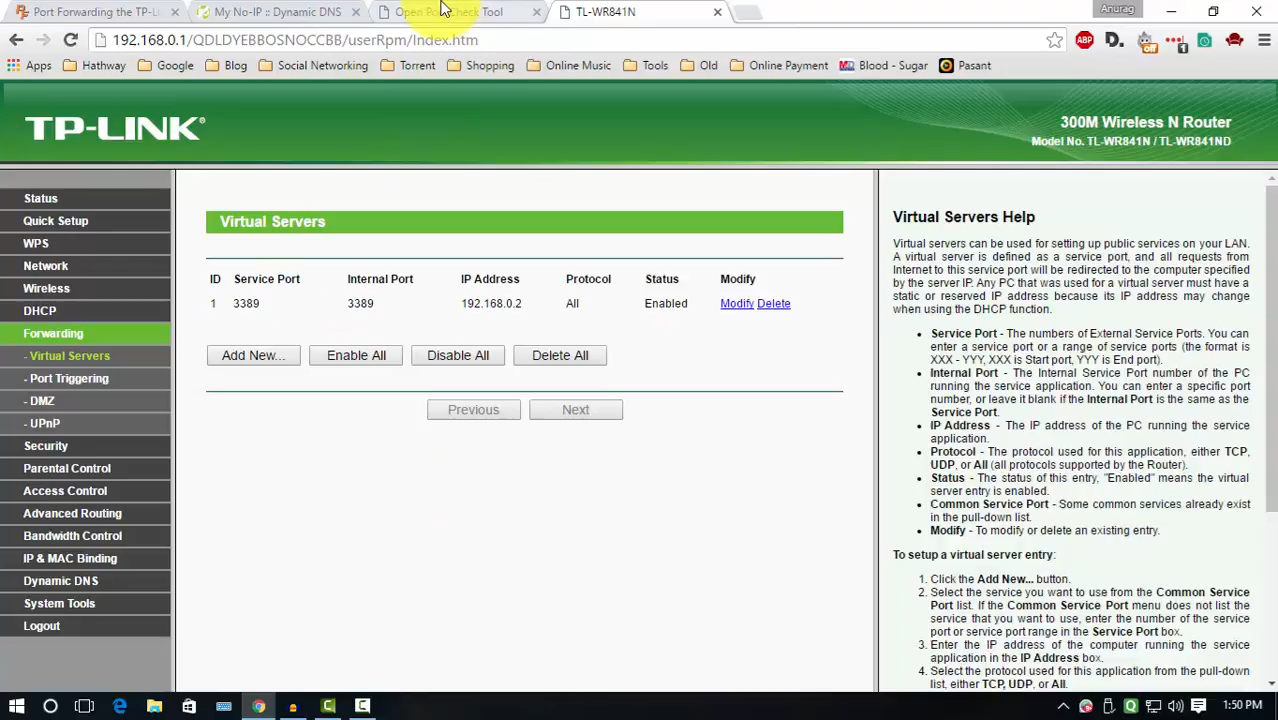 Port Forwarding the TP-Li
My No-IP :: Dynamic DNS
Open Po Check Tool
TL-WR841N
Anurag
192.168.0.1/QDLDYEBBOSNOCCBB/userRpm/Index.htm
Apps Hathway Google Blog Social Networking Torrent Shopping Online Music Tools Old Online Payment Blood - Sugar Pasant
TP-LINK®
300M Wireless N Router
Model No. TL-WR841N / TL-WR841ND
Status
Quick Setup
WPS
Network
Wireless
DHCP
Forwarding
- Virtual Servers
- Port Triggering
- DMZ
- UPnP
Security
Parental Control
Access Control
Advanced Routing
Bandwidth Control
IP & MAC Binding
Dynamic DNS
System Tools
Logout
Virtual Servers
ID Service Port Internal Port IP Address Protocol Status Modify
1 3389 3389 192.168.0.2 All Enabled Modify Delete
Add New... Enable All Disable All Delete All
Previous Next
Virtual Servers Help
Virtual servers can be used for setting up public services on your LAN.
A virtual server is defined as a service port, and all requests from
Internet to this service port will be redirected to the computer specified
by the server IP. Any PC that was used for a virtual server must have a
static or reserved IP address because its IP address may change
when using the DHCP function.
• Service Port - The numbers of External Service Ports. You can
enter a service port or a range of service ports (the format is
XXX - YYY, XXX is Start port, YYY is End port).
• Internal Port - The Internal Service Port number of the PC
running the service application. You can enter a specific port
number, or leave it blank if the Internal Port is the same as the
Service Port.
• IP Address - The IP address of the PC running the service
application.
• Protocol - The protocol used for this application, either TCP,
UDP, or All (all protocols supported by the Router).
• Status - The status of this entry, "Enabled" means the virtual
server entry is enabled.
• Common Service Port - Some common services already exist
in the pull-down list.
• Modify - To modify or delete an existing entry.
To setup a virtual server entry:
1. Click the Add New... button.
2. Select the service you want to use from the Common Service
Port list. If the Common Service Port menu does not list the
service that you want to use, enter the number of the service
port or service port range in the Service Port box.
3. Enter the IP address of the computer running the service
application in the IP Address box.
4. Select the protocol used for this application from the pull-down
list, either TCP, UDP, or All.
1:50 PM